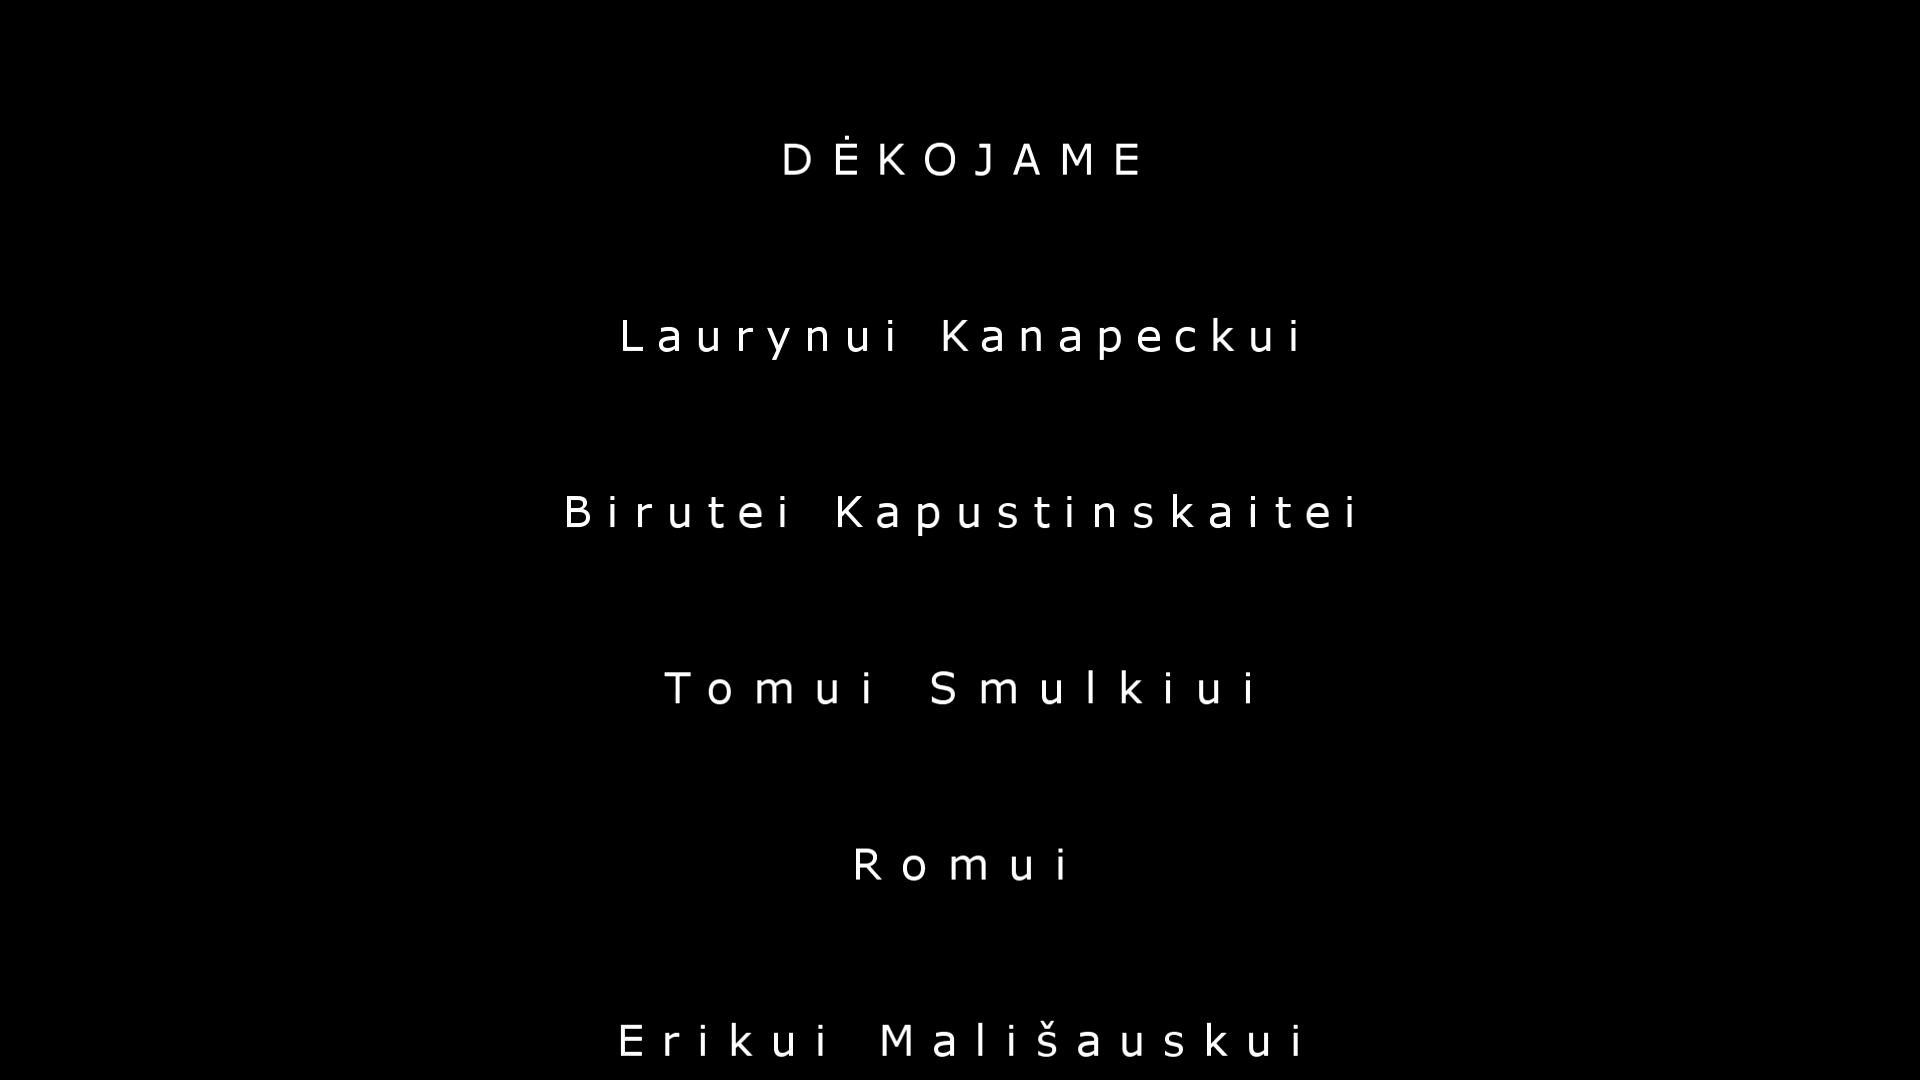 DĖKOJAME
Laurynui Kanapeckui
Birutei Kapustinskaitei
Tomui Smulkiui
Romui
Erikui Mališauskui